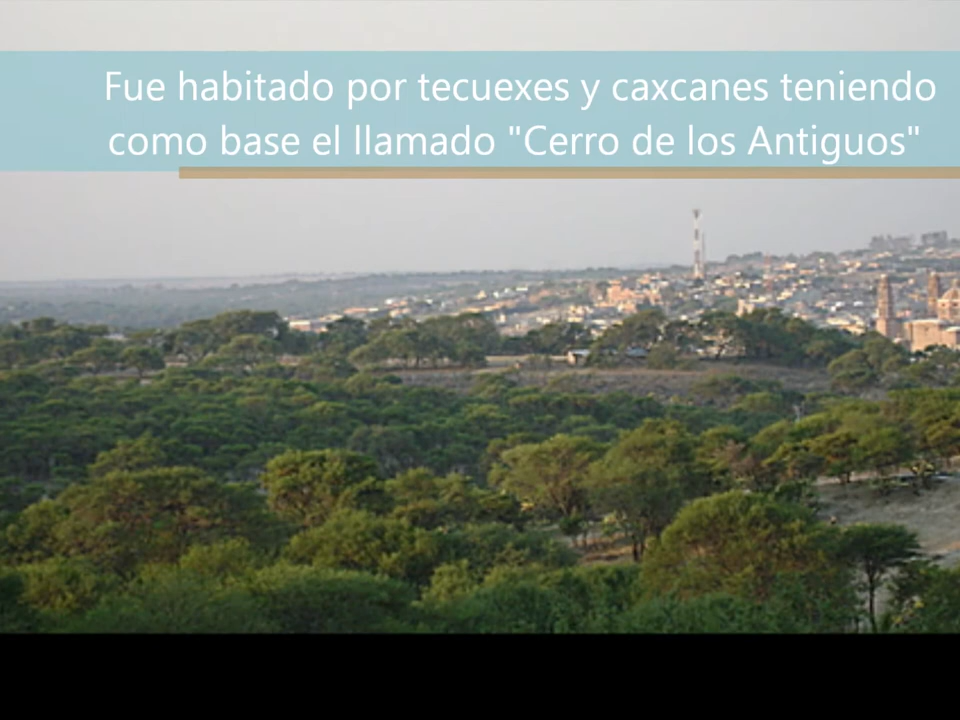 Fue habitado por tecuexes y caxcanes teniendo
como base el llamado "Cerro de los Antiguos"